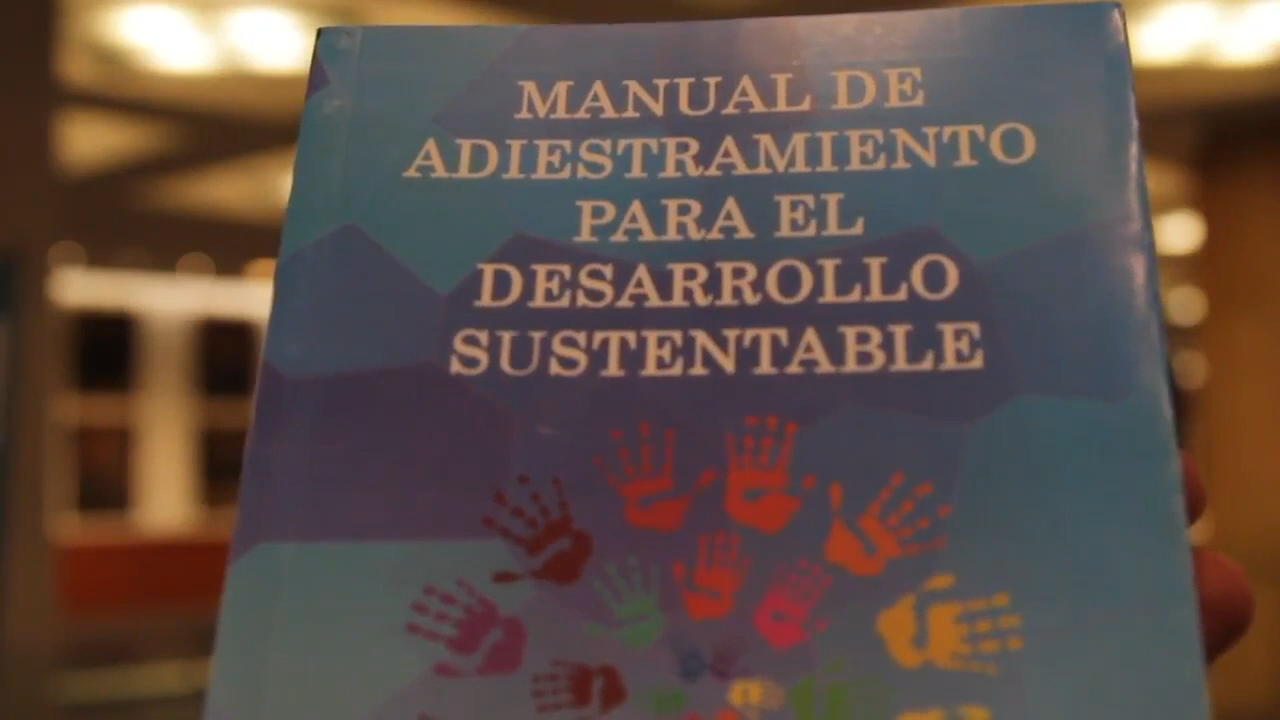 MANUAL DE
ADIESTRAMIENTO
PARA EL
DESARROLLO
SUSTENTABLE